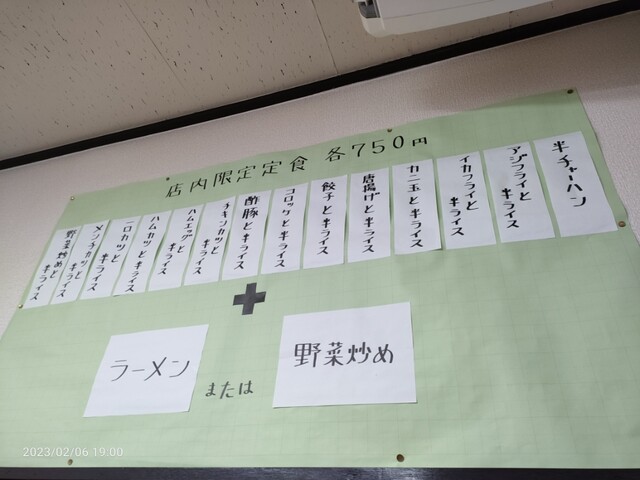 店内限定定食 各750円
半チャーハン
アジフライと
半ライス
イカフライと
半ライス
カニ玉と半ライス
唐揚げと半ライス
餃子と半ライス
コロッケと半ライス
酢豚と半ライス
チキンカツと
半ライス
ハムエッグと
半ライス
ハムカツと
半ライス
一口カツと
半ライス
メンチカツと
半ライス
野菜炒めと
半ライス
+
ラーメン
または
野菜炒め
2023/02/06 19:00